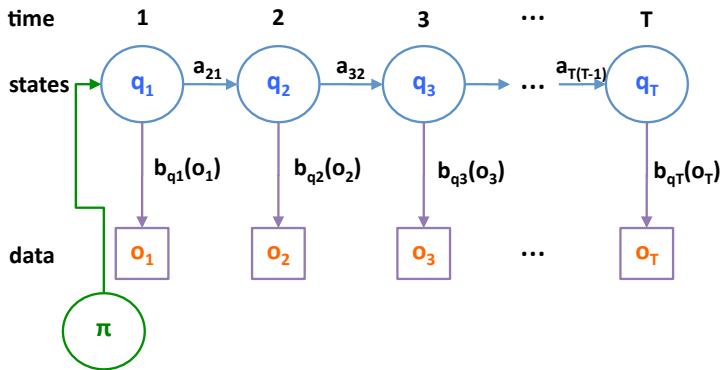 time 1 2 3 ... T
states q1 a21 q2 a32 q3 ... aT(T-1) qT
bq1(o1) bq2(o2) bq3(o3) bqT(oT)
data o1 o2 o3 ... oT
π